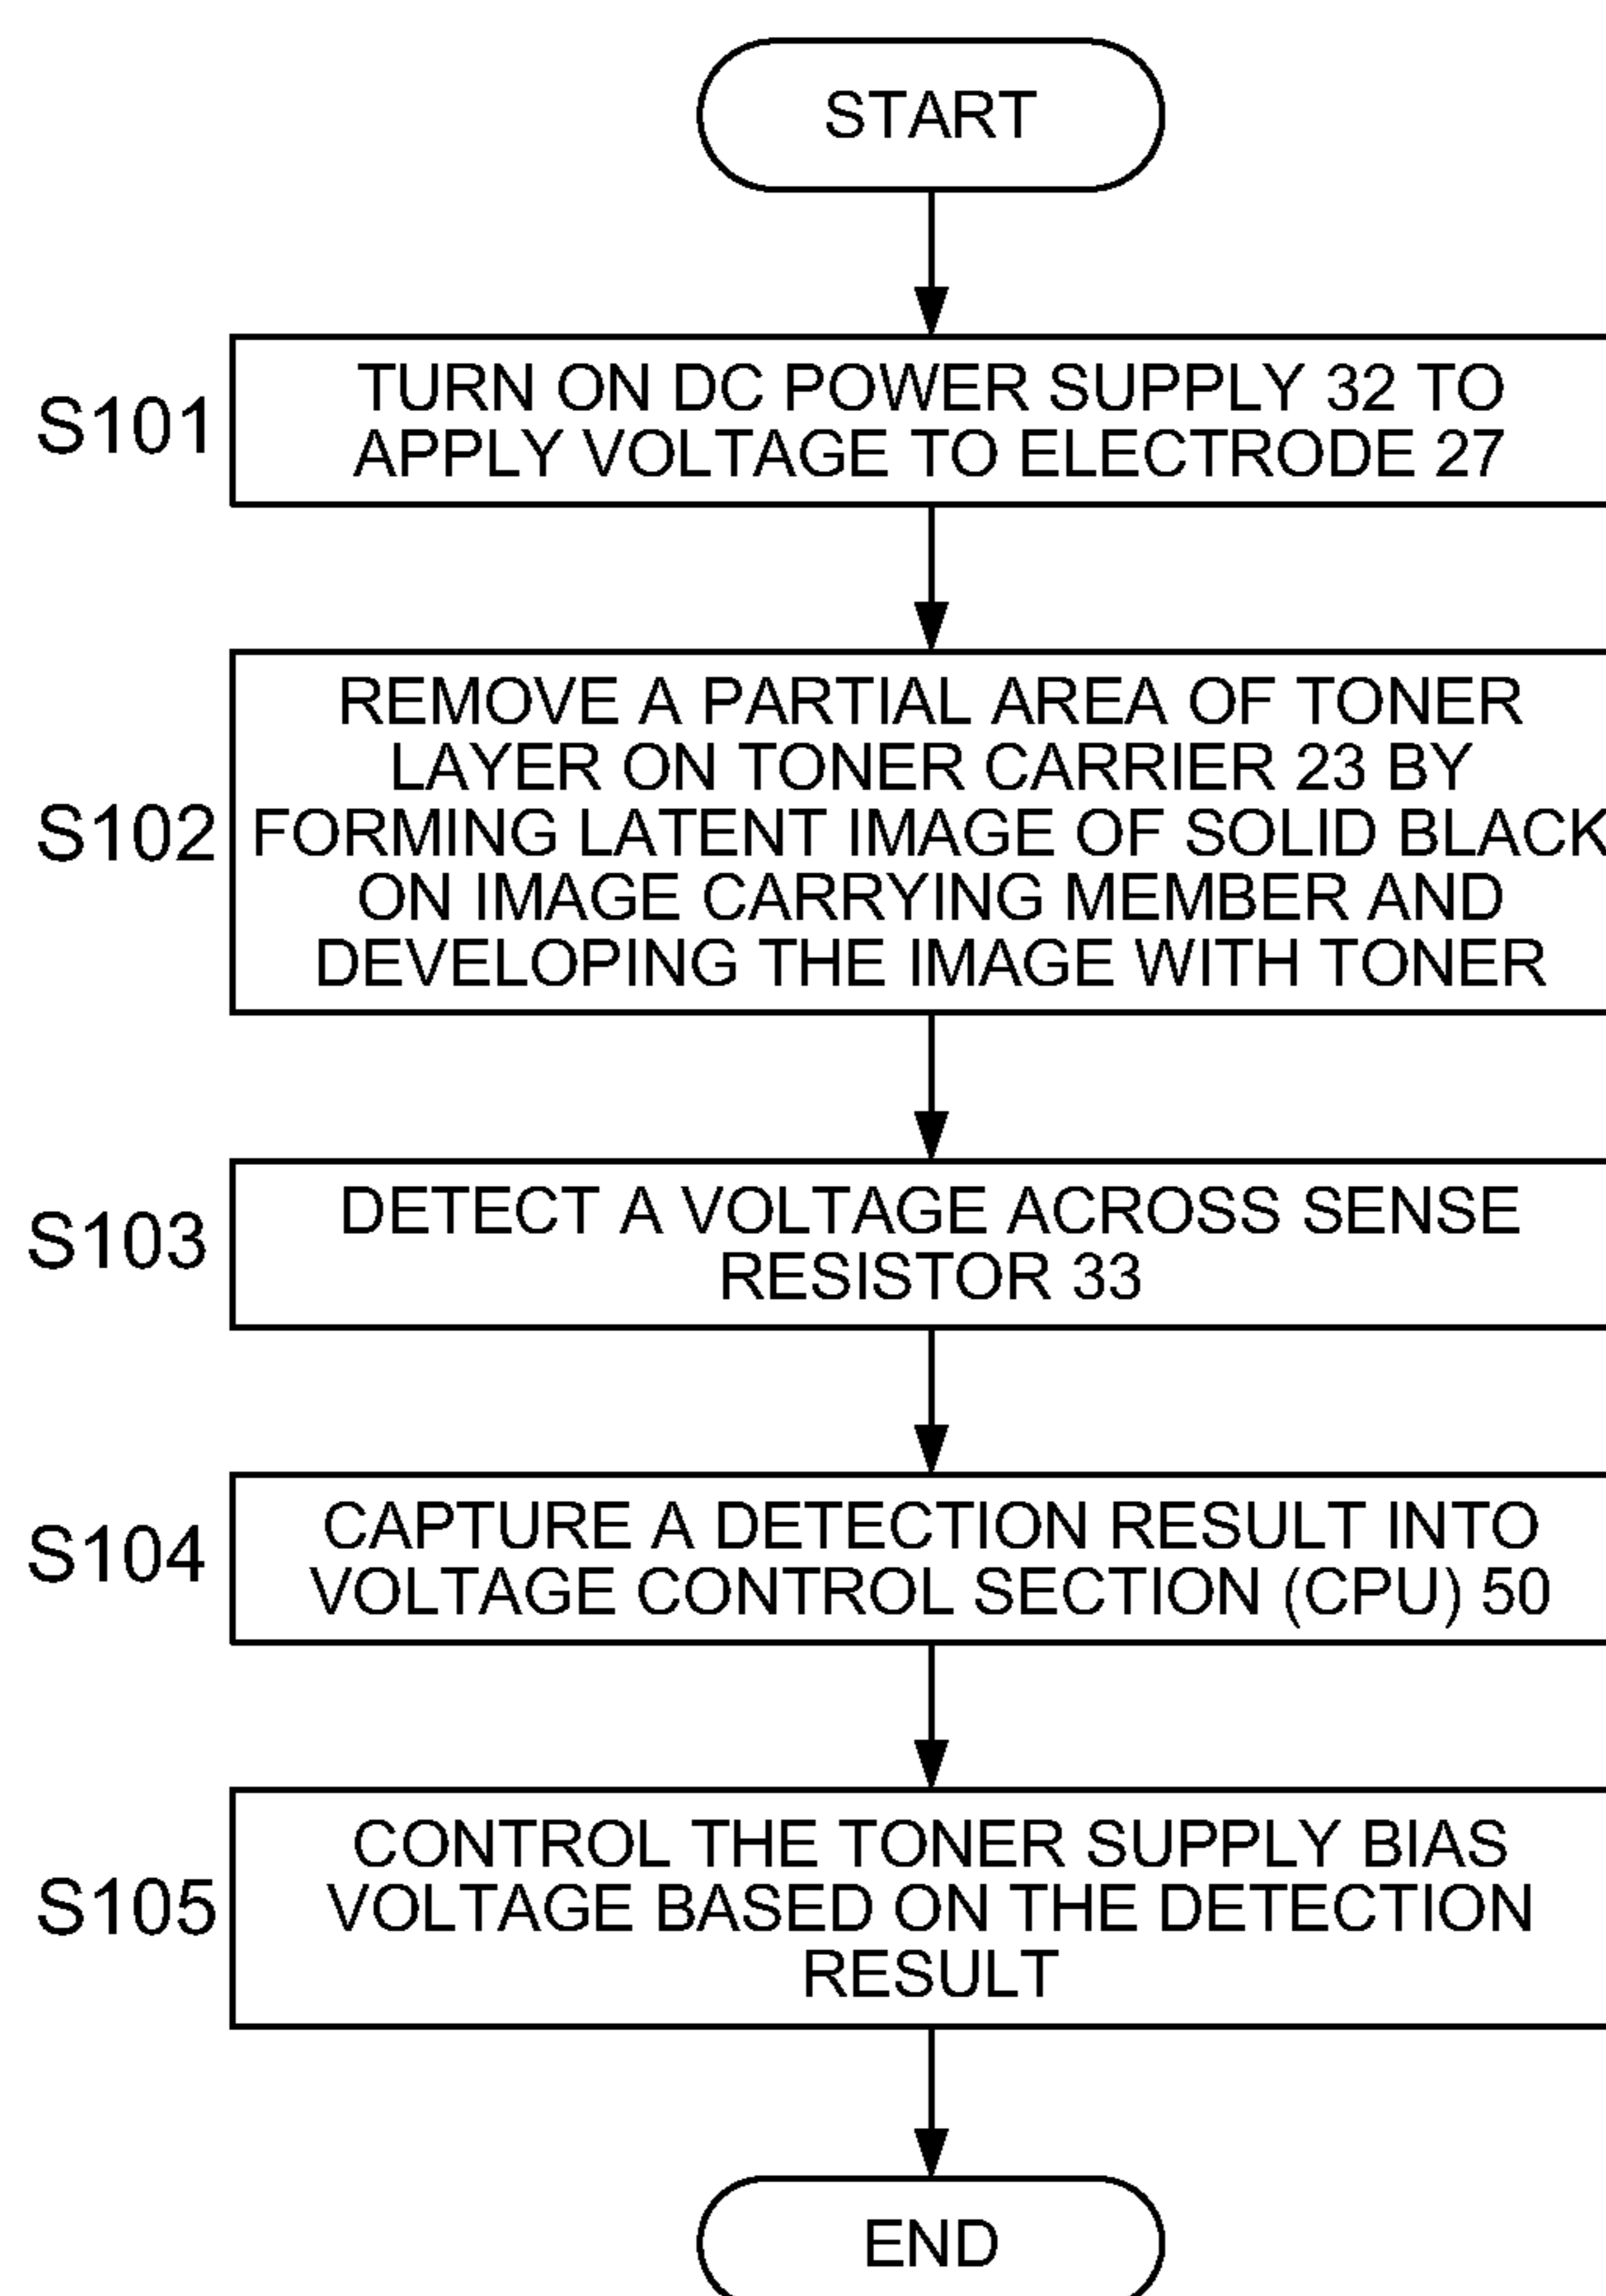 START
S101
TURN ON DC POWER SUPPLY 32 TO
APPLY VOLTAGE TO ELECTRODE 27
S102
REMOVE A PARTIAL AREA OF TONER
LAYER ON TONER CARRIER 23 BY
FORMING LATENT IMAGE OF SOLID BLACK
ON IMAGE CARRYING MEMBER AND
DEVELOPING THE IMAGE WITH TONER
S103
DETECT A VOLTAGE ACROSS SENSE
RESISTOR 33
S104
CAPTURE A DETECTION RESULT INTO
VOLTAGE CONTROL SECTION (CPU) 50
S105
CONTROL THE TONER SUPPLY BIAS
VOLTAGE BASED ON THE DETECTION
RESULT
END